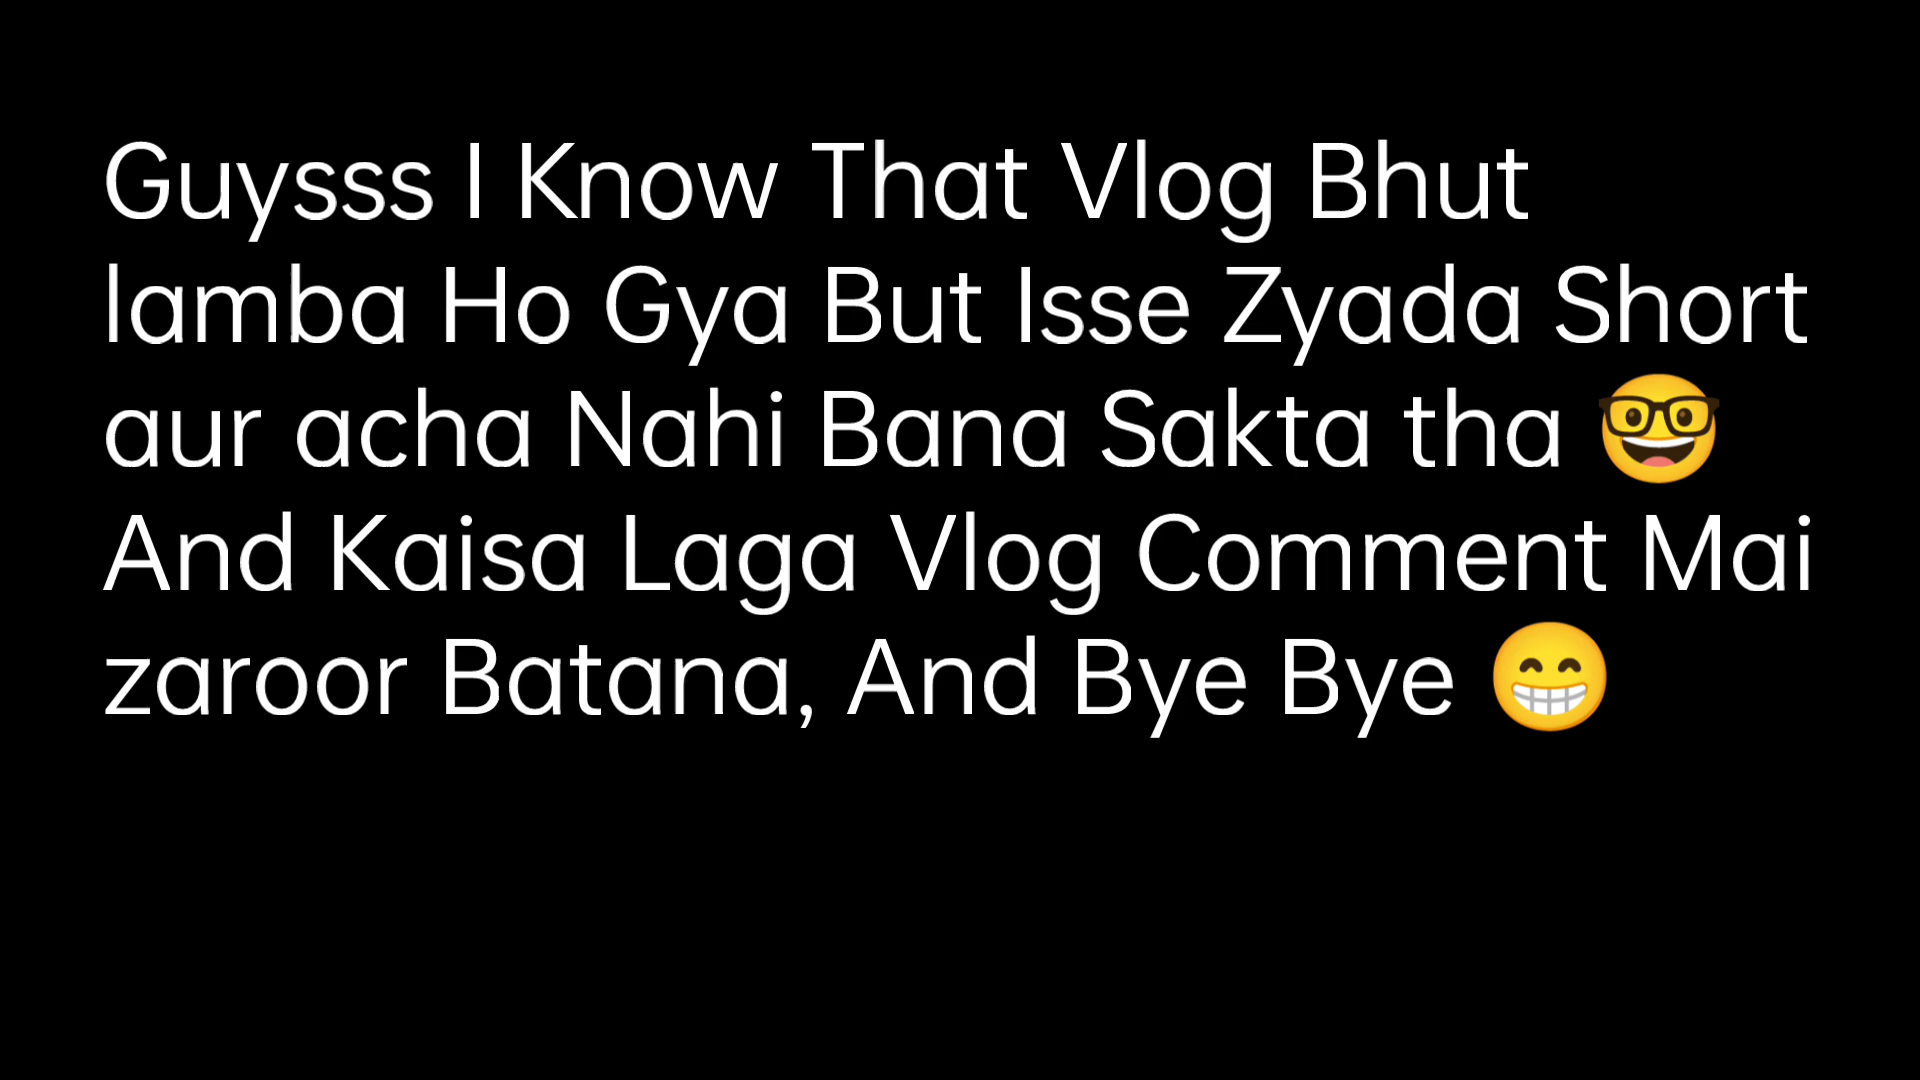 Guysss I Know That Vlog Bhut
lamba Ho Gya But Isse Zyada Short
aur acha Nahi Bana Sakta tha 🤓
And Kaisa Laga Vlog Comment Mai
zaroor Batana, And Bye Bye 😁